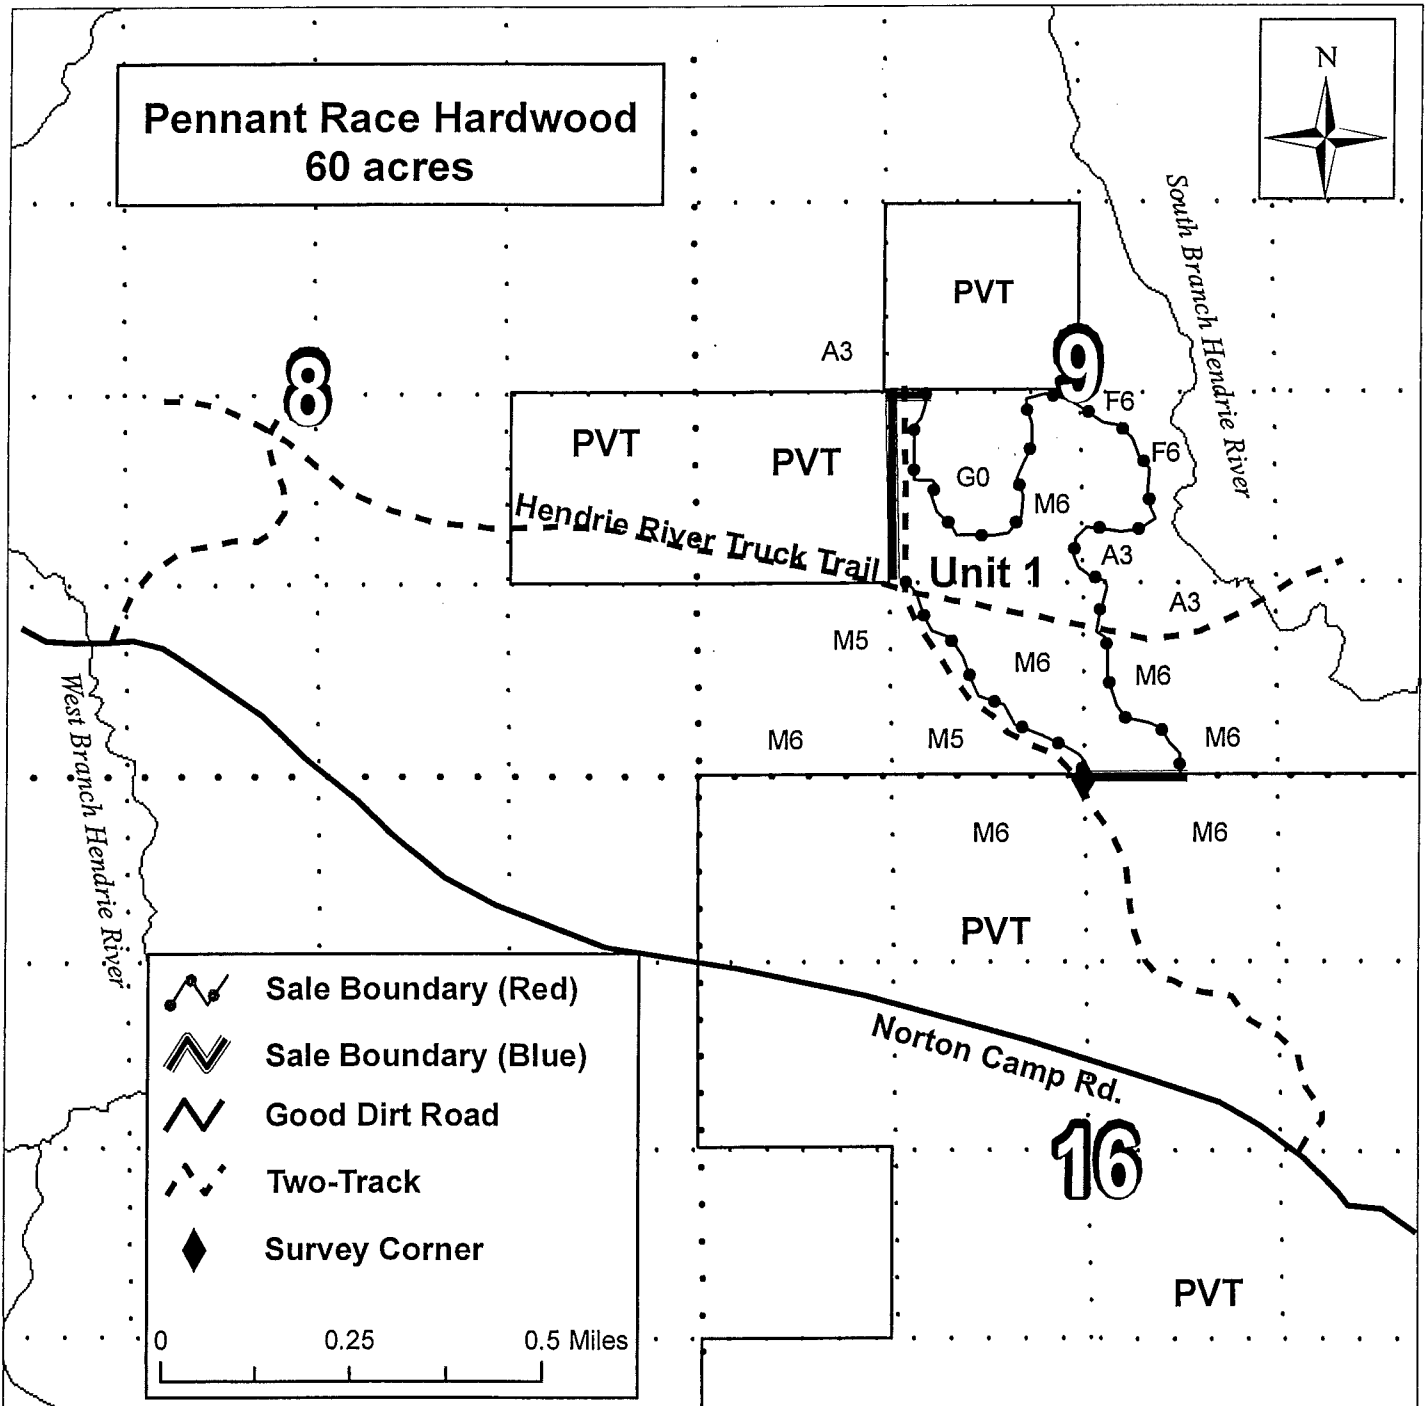 Pennant Race Hardwood
60 acres
N
South Branch Hendrie River
PVT
A3
8
9
F6
PVT
PVT
F6
G0
M6
Hendrie River Truck Trail
Unit 1
A3
A3
M5
M6
M6
West Branch Hendrie River
M6
M5
M6
M6
M6
PVT
Sale Boundary (Red)
Sale Boundary (Blue)
Norton Camp Rd.
Good Dirt Road
16
Two-Track
Survey Corner
PVT
0 0.25 0.5 Miles